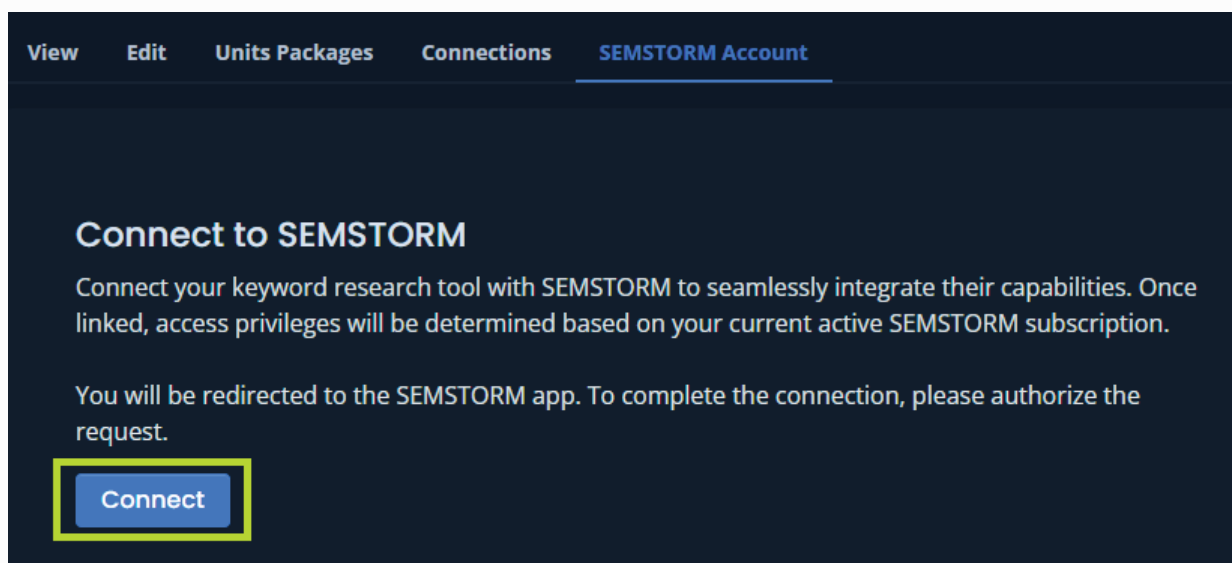 View Edit Units Packages Connections SEMSTORM Account
Connect to SEMSTORM
Connect your keyword research tool with SEMSTORM to seamlessly integrate their capabilities. Once
linked, access privileges will be determined based on your current active SEMSTORM subscription.
You will be redirected to the SEMSTORM app. To complete the connection, please authorize the
request.
Connect